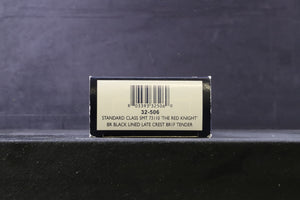 32-506
STANDARD CLASS 5MT 73110 'THE RED KNIGHT'
BR BLACK LINED LATE CREST BR1F TENDER